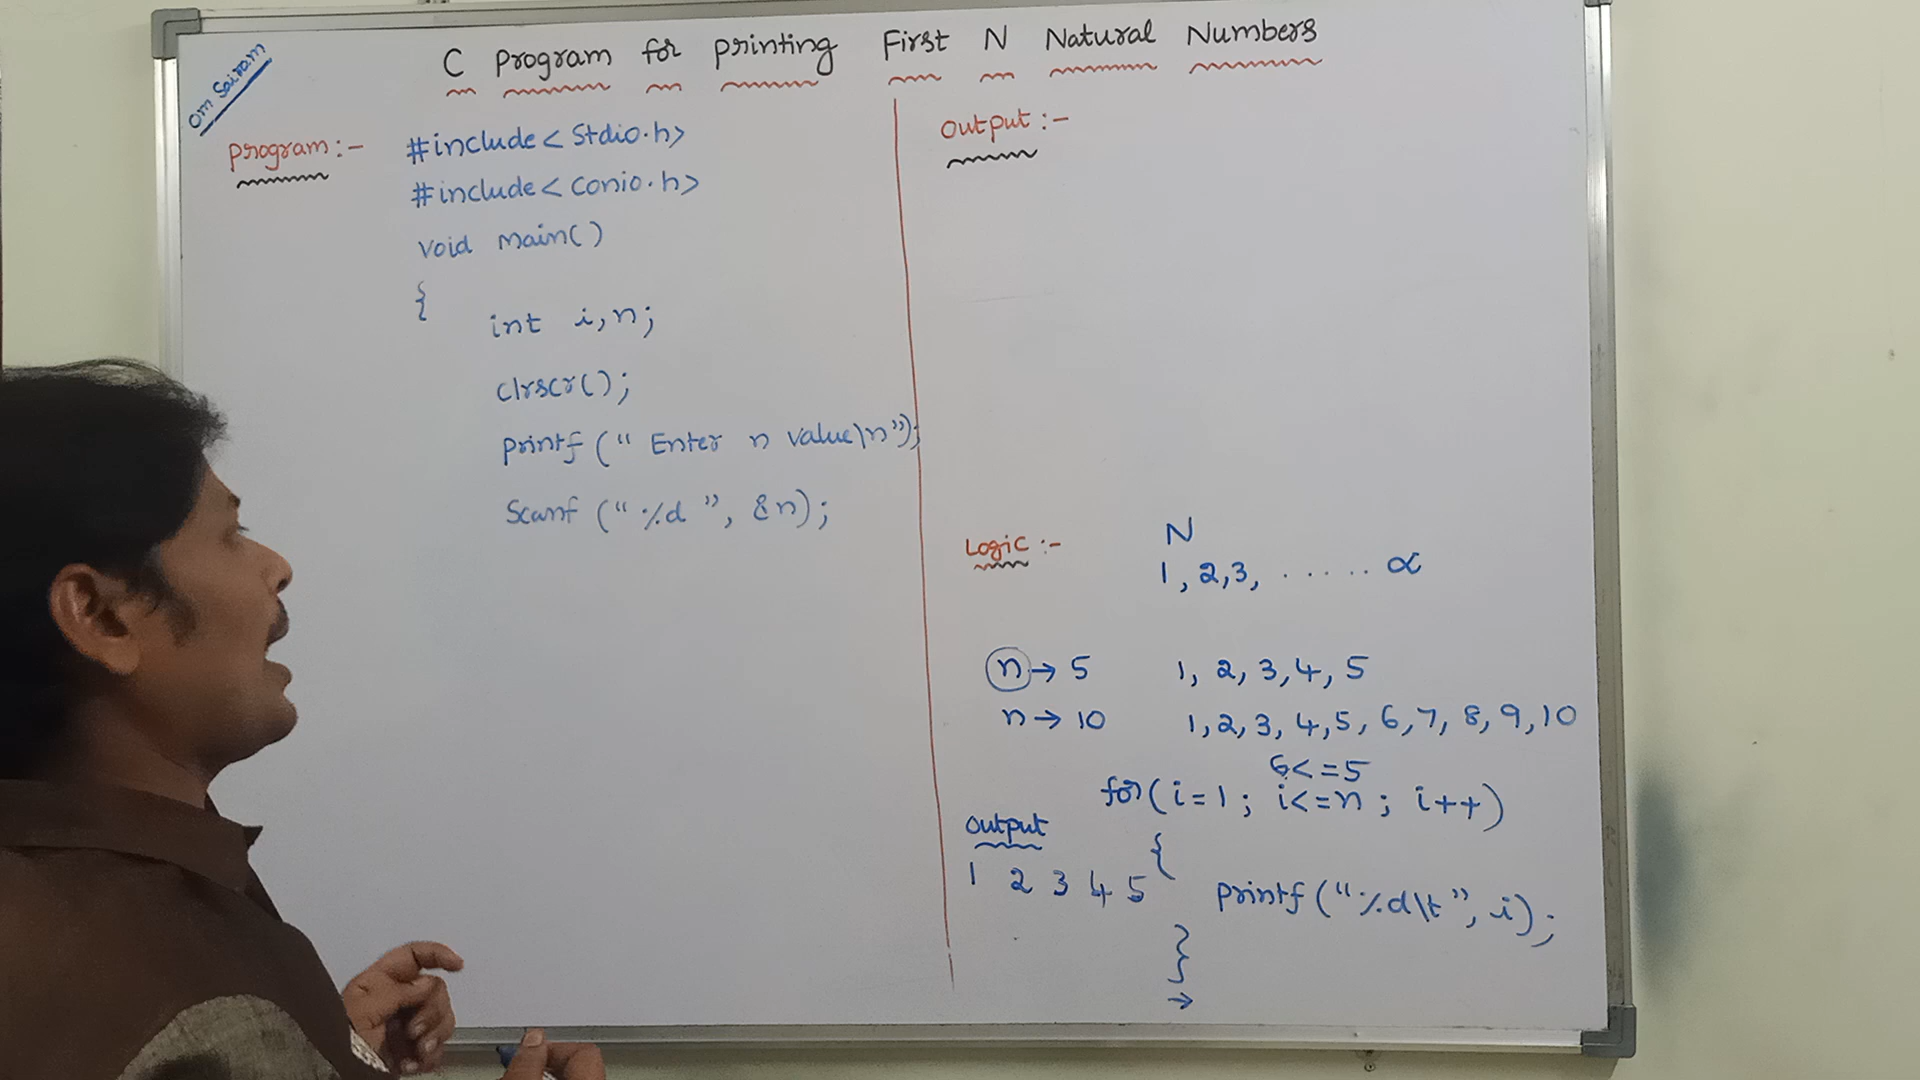 Om Sairam
C Program for Printing First N Natural Numbers
Program :-
#include< Stdio.h>
#include< Conio.h>
Void Main()
{
int i,n;
Clrscr();
Printf (“ Enter n Value\n”);
Scanf (“ %d ”, &n);
Output :-
Logic :-
N
1, 2,3, ...... ∝
n → 5 1, 2, 3, 4, 5
n → 10 1, 2, 3, 4, 5, 6, 7, 8, 9, 10
6<=5
for( i=1 ; i<=n ; i++)
{
Printf (“%d\t”, i);
}
→
Output
1 2 3 4 5